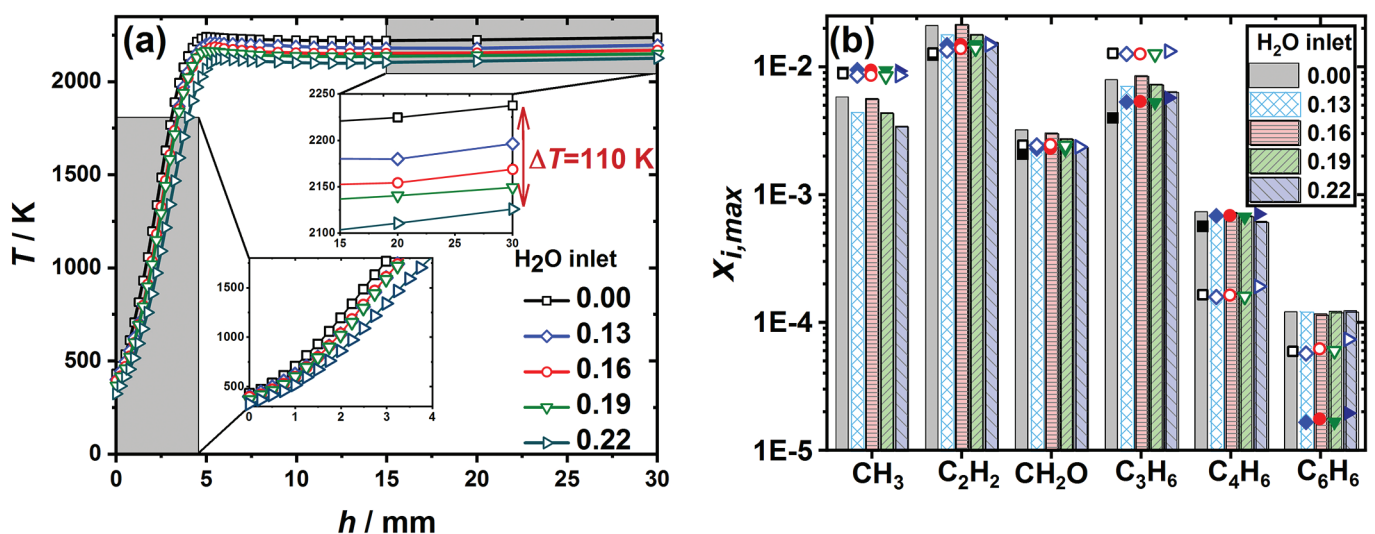 (a)
T / K
2000
1500
1000
500
0
0 5 10 15 20 25 30
h / mm
2250
2200
2150
2100
15 20 25 30
ΔT=110 K
1500
1000
500
0 1 2 3 4
H2O inlet
0.00
0.13
0.16
0.19
0.22
(b)
Xi,max
1E-2
1E-3
1E-4
1E-5
CH3 C2H2 CH2O C3H6 C4H6 C6H6
H2O inlet
0.00
0.13
0.16
0.19
0.22